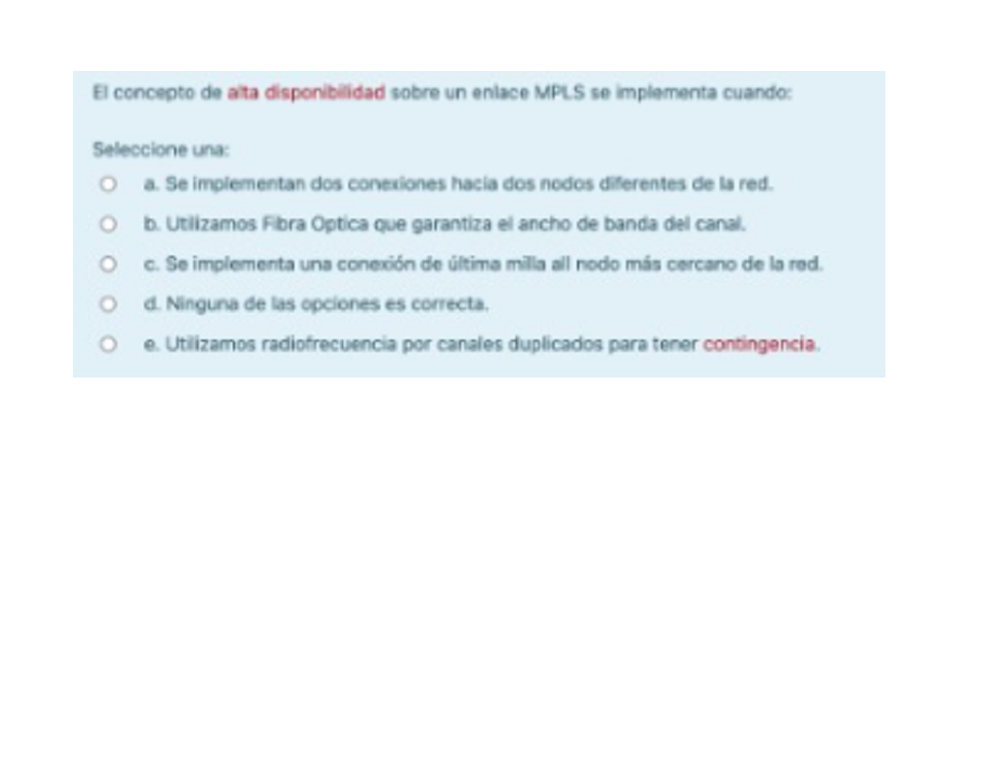 El concepto de alta disponibilidad sobre un enlace MPLS se implementa cuando:
Seleccione una:
a. Se implementan dos conexiones hacia dos nodos diferentes de la red.
b. Utilizamos Fibra Optica que garantiza el ancho de banda del canal.
c. Se implementa una conexión de última milla all nodo más cercano de la red.
d. Ninguna de las opciones es correcta.
e. Utilizamos radiofrecuencia por canales duplicados para tener contingencia.